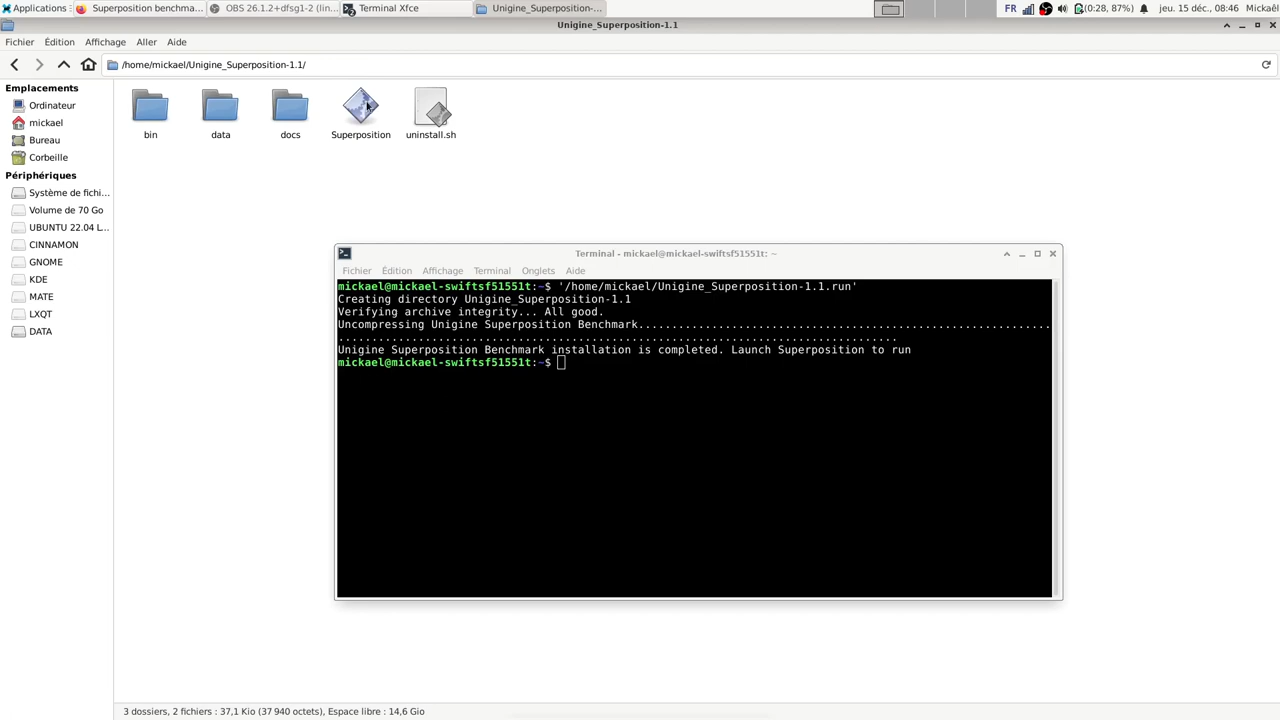 Applications
Superposition benchma...
OBS 26.1.2+dfsg1-2 (lin...
Terminal Xfce
Unigine_Superposition-...
FR
(0:28, 87%)
jeu. 15 déc., 08:46
Mickaël
Unigine_Superposition-1.1
Fichier Édition Affichage Aller Aide
/home/mickael/Unigine_Superposition-1.1/
Emplacements
Ordinateur
mickael
Bureau
Corbeille
Périphériques
Système de fichi...
Volume de 70 Go
UBUNTU 22.04 L...
CINNAMON
GNOME
KDE
MATE
LXQT
DATA
bin
data
docs
Superposition
uninstall.sh
Terminal - mickael@mickael-swiftsf51551t: ~
Fichier Édition Affichage Terminal Onglets Aide
mickael@mickael-swiftsf51551t:~$ '/home/mickael/Unigine_Superposition-1.1.run'
Creating directory Unigine_Superposition-1.1
Verifying archive integrity... All good.
Uncompressing Unigine Superposition Benchmark..............................................................
....................................................................................
Unigine Superposition Benchmark installation is completed. Launch Superposition to run
mickael@mickael-swiftsf51551t:~$
3 dossiers, 2 fichiers : 37,1 Kio (37 940 octets), Espace libre : 14,6 Gio